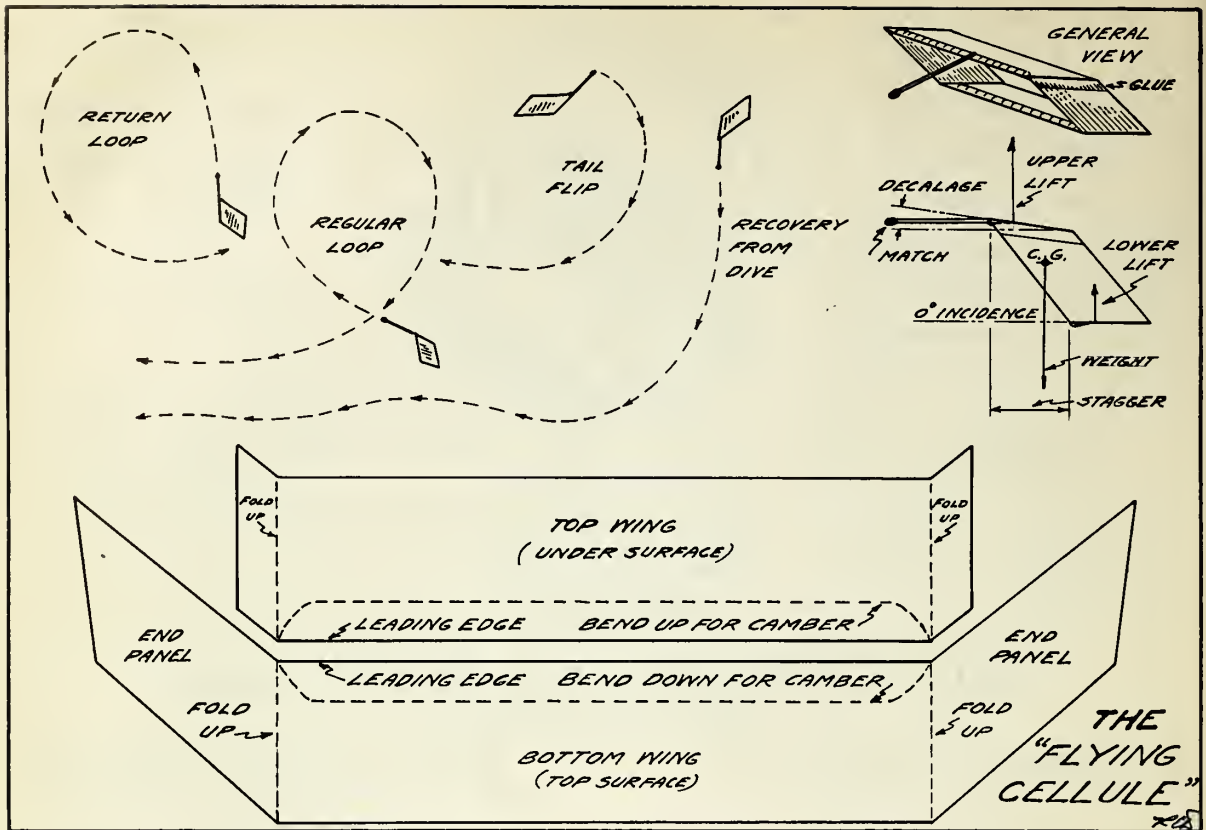 RETURN
LOOP
REGULAR
LOOP
TAIL
FLIP
RECOVERY
FROM
DIVE
GENERAL
VIEW
GLUE
UPPER
LIFT
DECALAGE
MATCH
C.G.
LOWER
LIFT
0° INCIDENCE
WEIGHT
STAGGER
FOLD
UP
TOP WING
(UNDER SURFACE)
FOLD
UP
LEADING EDGE
BEND UP FOR CAMBER
END
PANEL
FOLD
UP
LEADING EDGE
BEND DOWN FOR CAMBER
BOTTOM WING
(TOP SURFACE)
END
PANEL
FOLD
UP
THE
"FLYING
CELLULE"